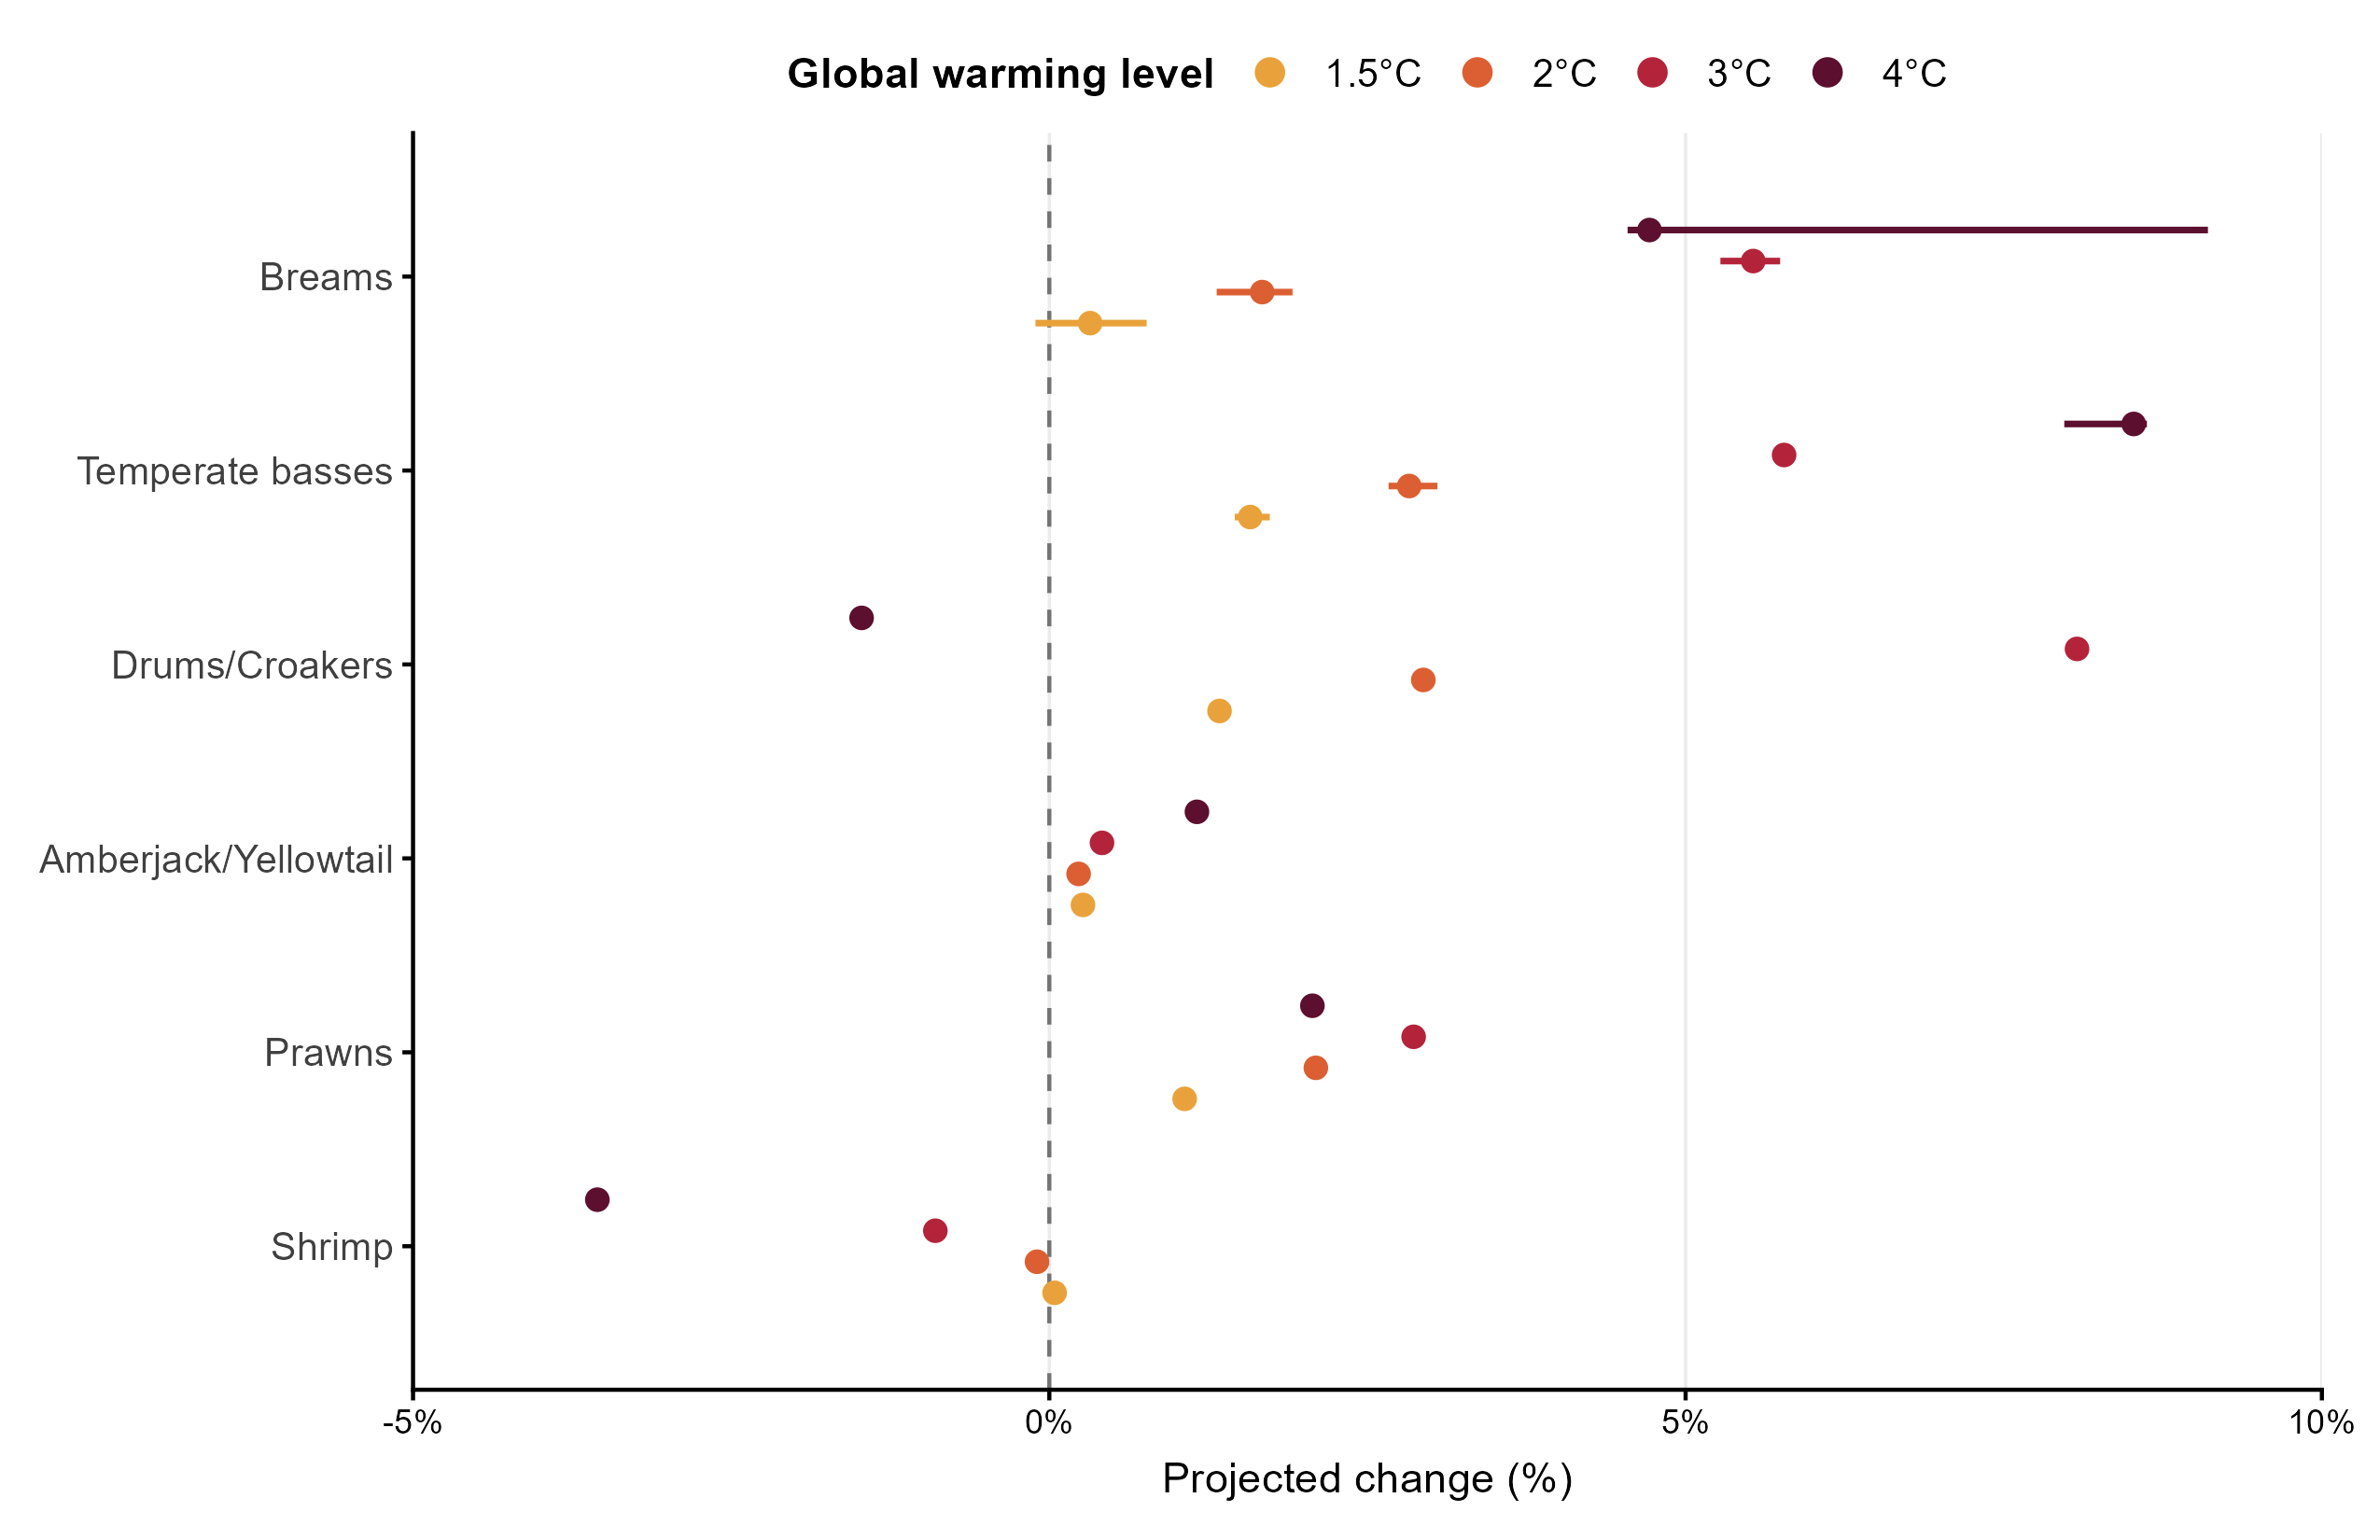 Global warming level 1.5°C 2°C 3°C 4°C
Breams
Temperate basses
Drums/Croakers
Amberjack/Yellowtail
Prawns
Shrimp
-5% 0% 5% 10%
Projected change (%)